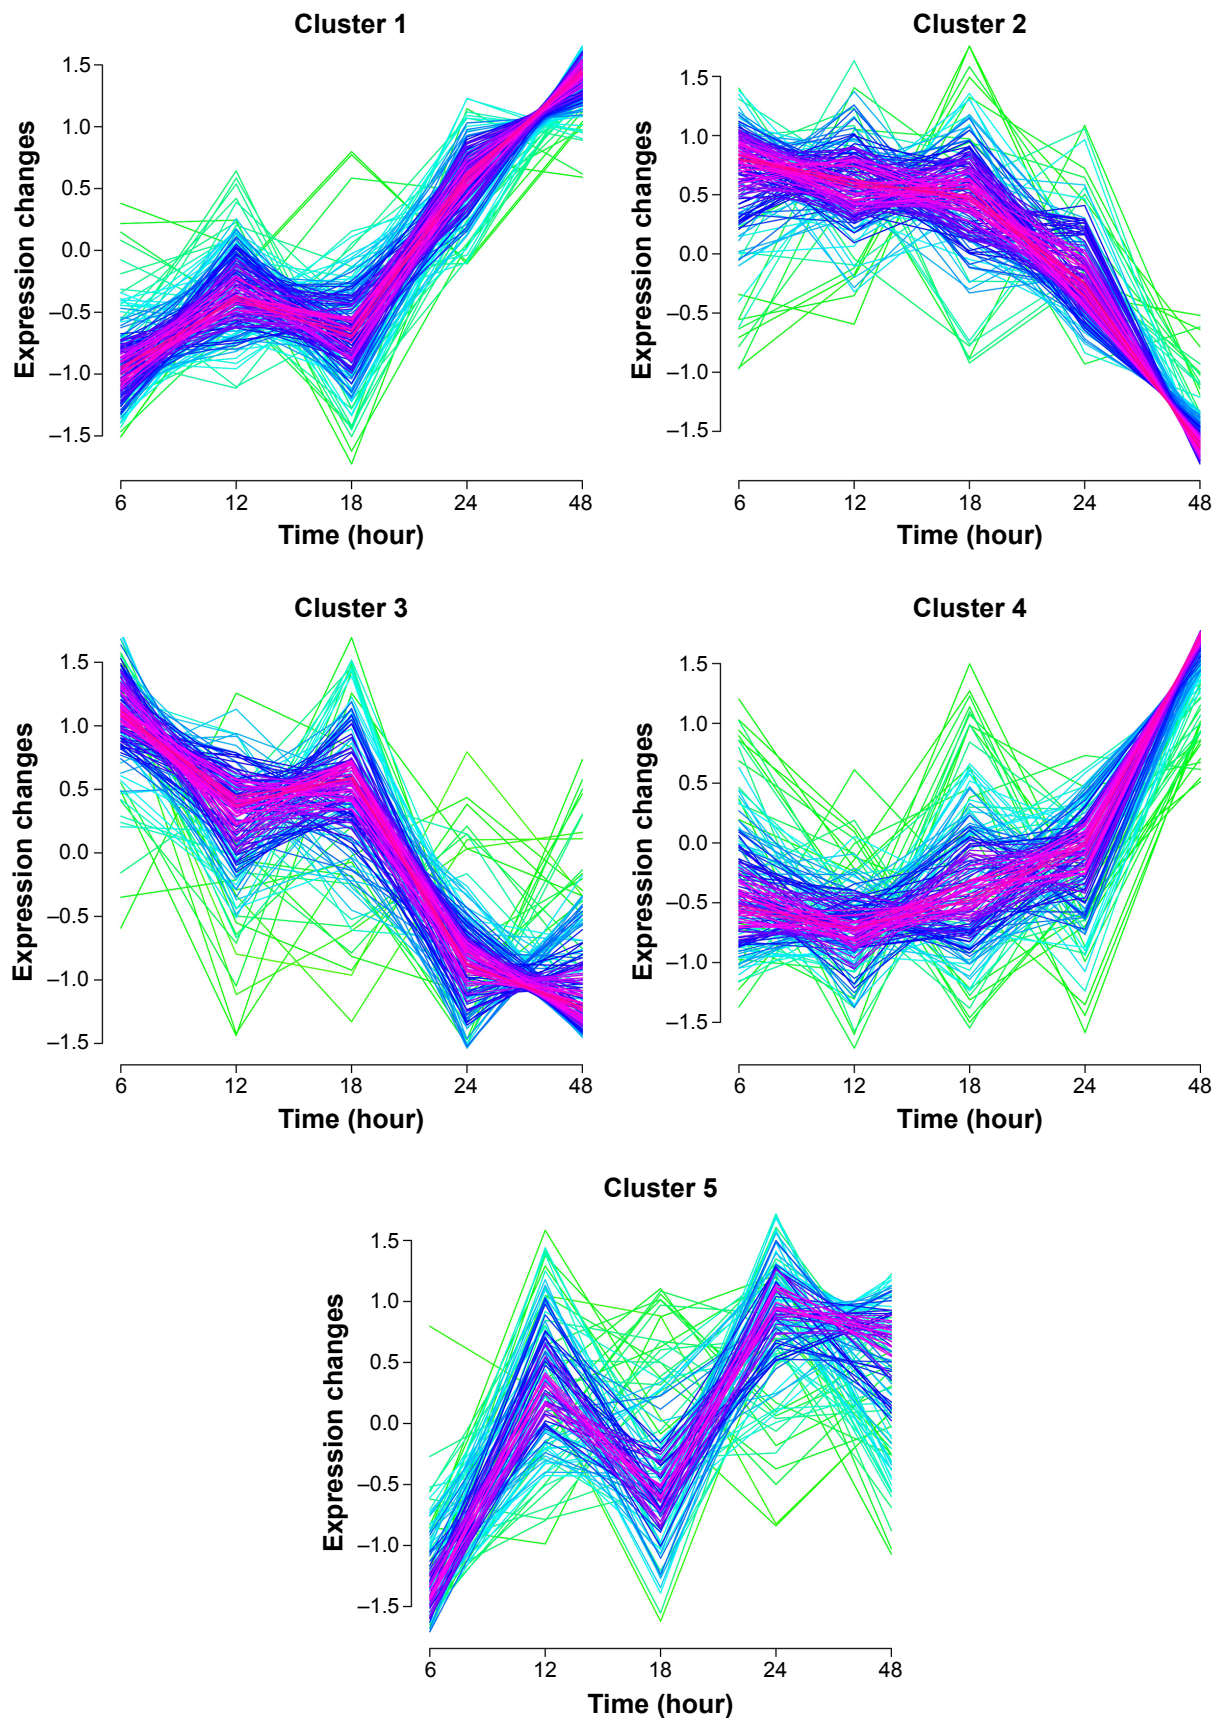 Cluster 1
Expression changes
1.5
1.0
0.5
0.0
–0.5
–1.0
–1.5
6 12 18 24 48
Time (hour)
Cluster 2
Expression changes
1.5
1.0
0.5
0.0
–0.5
–1.0
–1.5
6 12 18 24 48
Time (hour)
Cluster 3
Expression changes
1.5
1.0
0.5
0.0
–0.5
–1.0
–1.5
6 12 18 24 48
Time (hour)
Cluster 4
Expression changes
1.5
1.0
0.5
0.0
–0.5
–1.0
–1.5
6 12 18 24 48
Time (hour)
Cluster 5
Expression changes
1.5
1.0
0.5
0.0
–0.5
–1.0
–1.5
6 12 18 24 48
Time (hour)